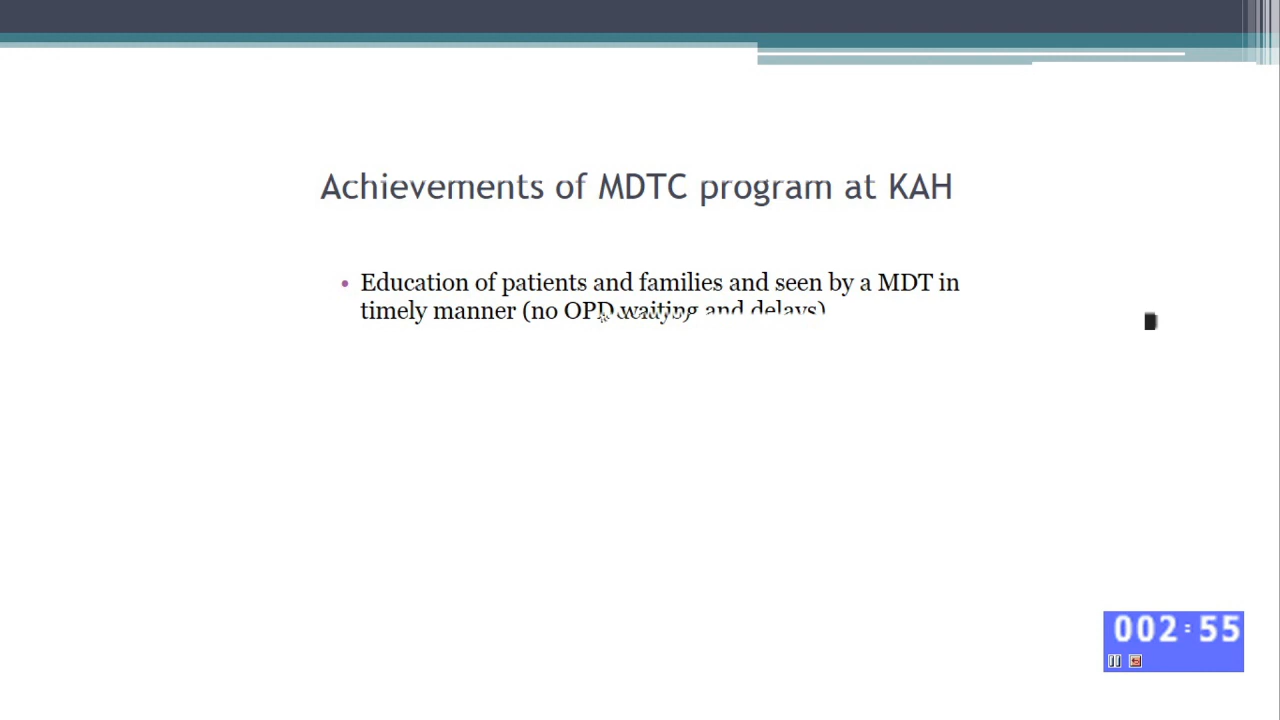 Achievements of MDTC program at KAH
• Education of patients and families and seen by a MDT in
timely manner (no OPD waiting and delays)
002:55